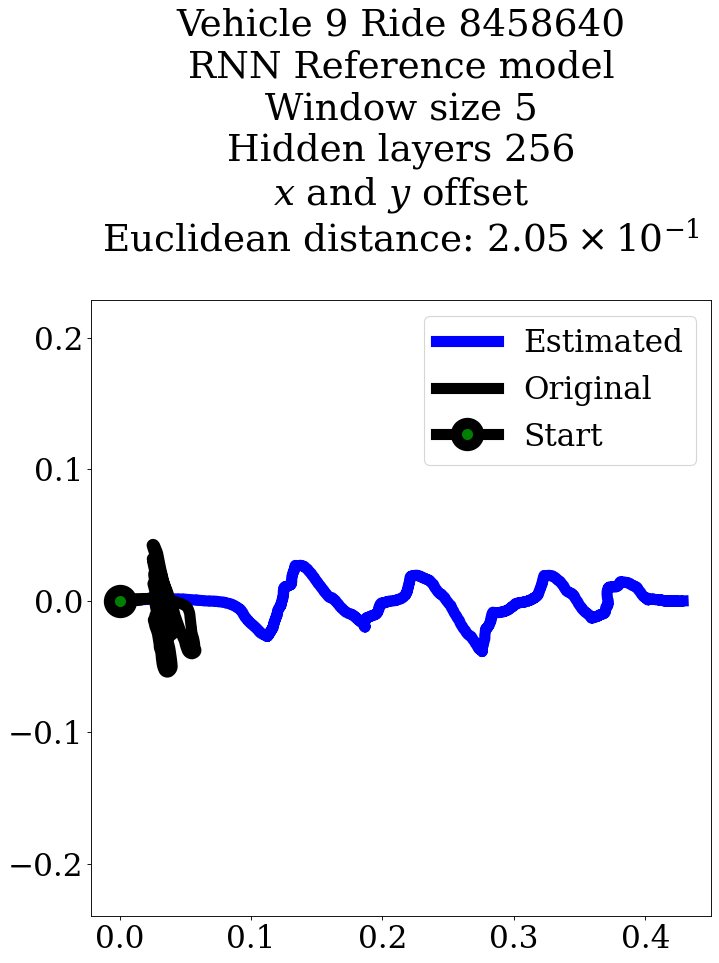 Vehicle 9 Ride 8458640
RNN Reference model
Window size 5
Hidden layers 256
x and y offset
Euclidean distance: 2.05 × 10⁻¹
Estimated
Original
Start
0.2
0.1
0.0
−0.1
−0.2
0.0 0.1 0.2 0.3 0.4